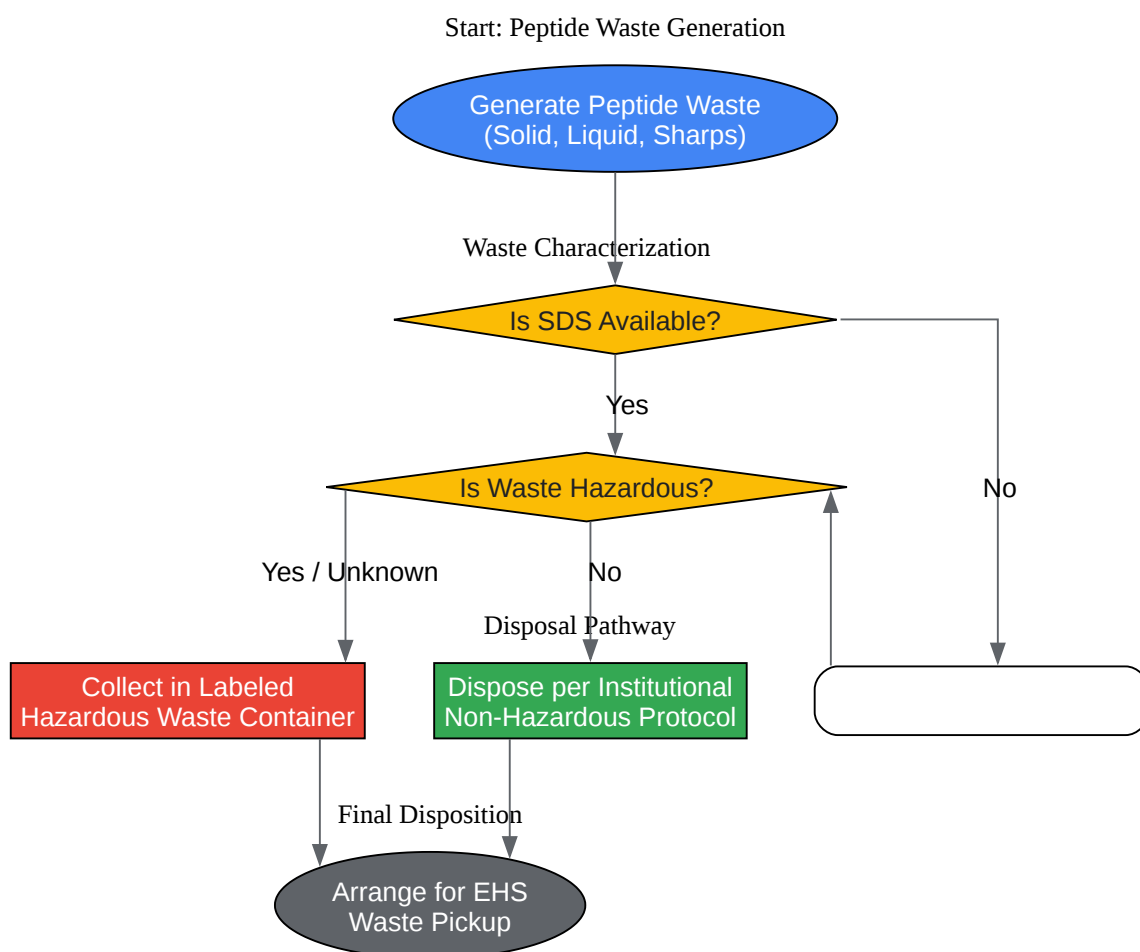 Start: Peptide Waste Generation
Generate Peptide Waste
(Solid, Liquid, Sharps)
Waste Characterization
Is SDS Available?
Yes
Is Waste Hazardous?
No
Yes / Unknown
No
Disposal Pathway
Collect in Labeled
Hazardous Waste Container
Dispose per Institutional
Non-Hazardous Protocol
Final Disposition
Arrange for EHS
Waste Pickup